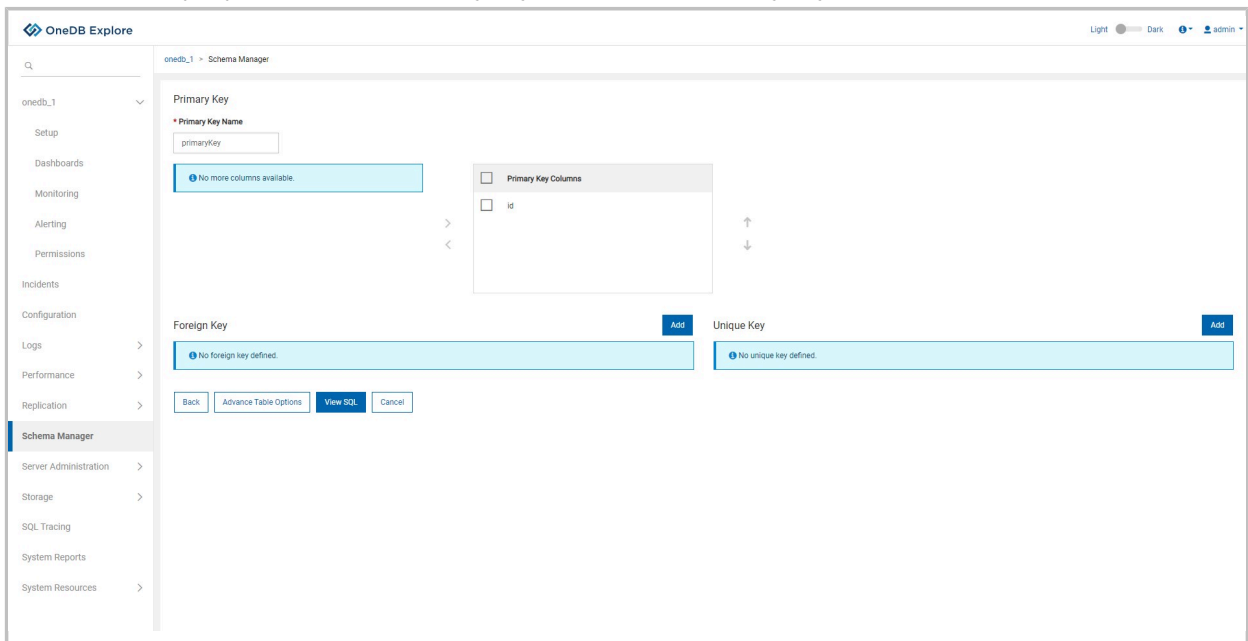 OneDB Explore
Light Dark admin
onedb_1 > Schema Manager
onedb_1
Setup
Dashboards
Monitoring
Alerting
Permissions
Incidents
Configuration
Logs
Performance
Replication
Schema Manager
Server Administration
Storage
SQL Tracing
System Reports
System Resources
Primary Key
* Primary Key Name
primaryKey
No more columns available.
Primary Key Columns
id
Foreign Key Add
No foreign key defined.
Unique Key Add
No unique key defined.
Back Advance Table Options View SQL Cancel